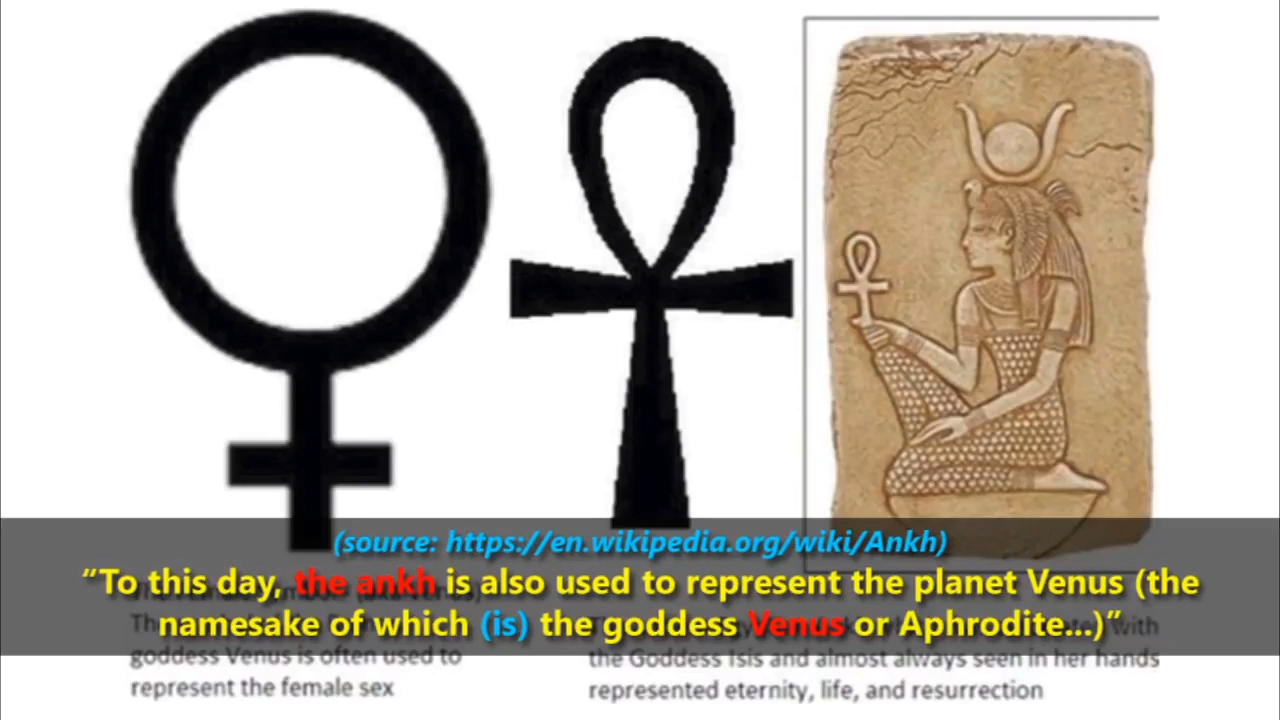 (source: https://en.wikipedia.org/wiki/Ankh)
“To this day, the ankh is also used to represent the planet Venus (the
namesake of which (is) the goddess Venus or Aphrodite...)”
with
goddess Venus is often used to
represent the female sex
the Goddess Isis and almost always seen in her hands
represented eternity, life, and resurrection